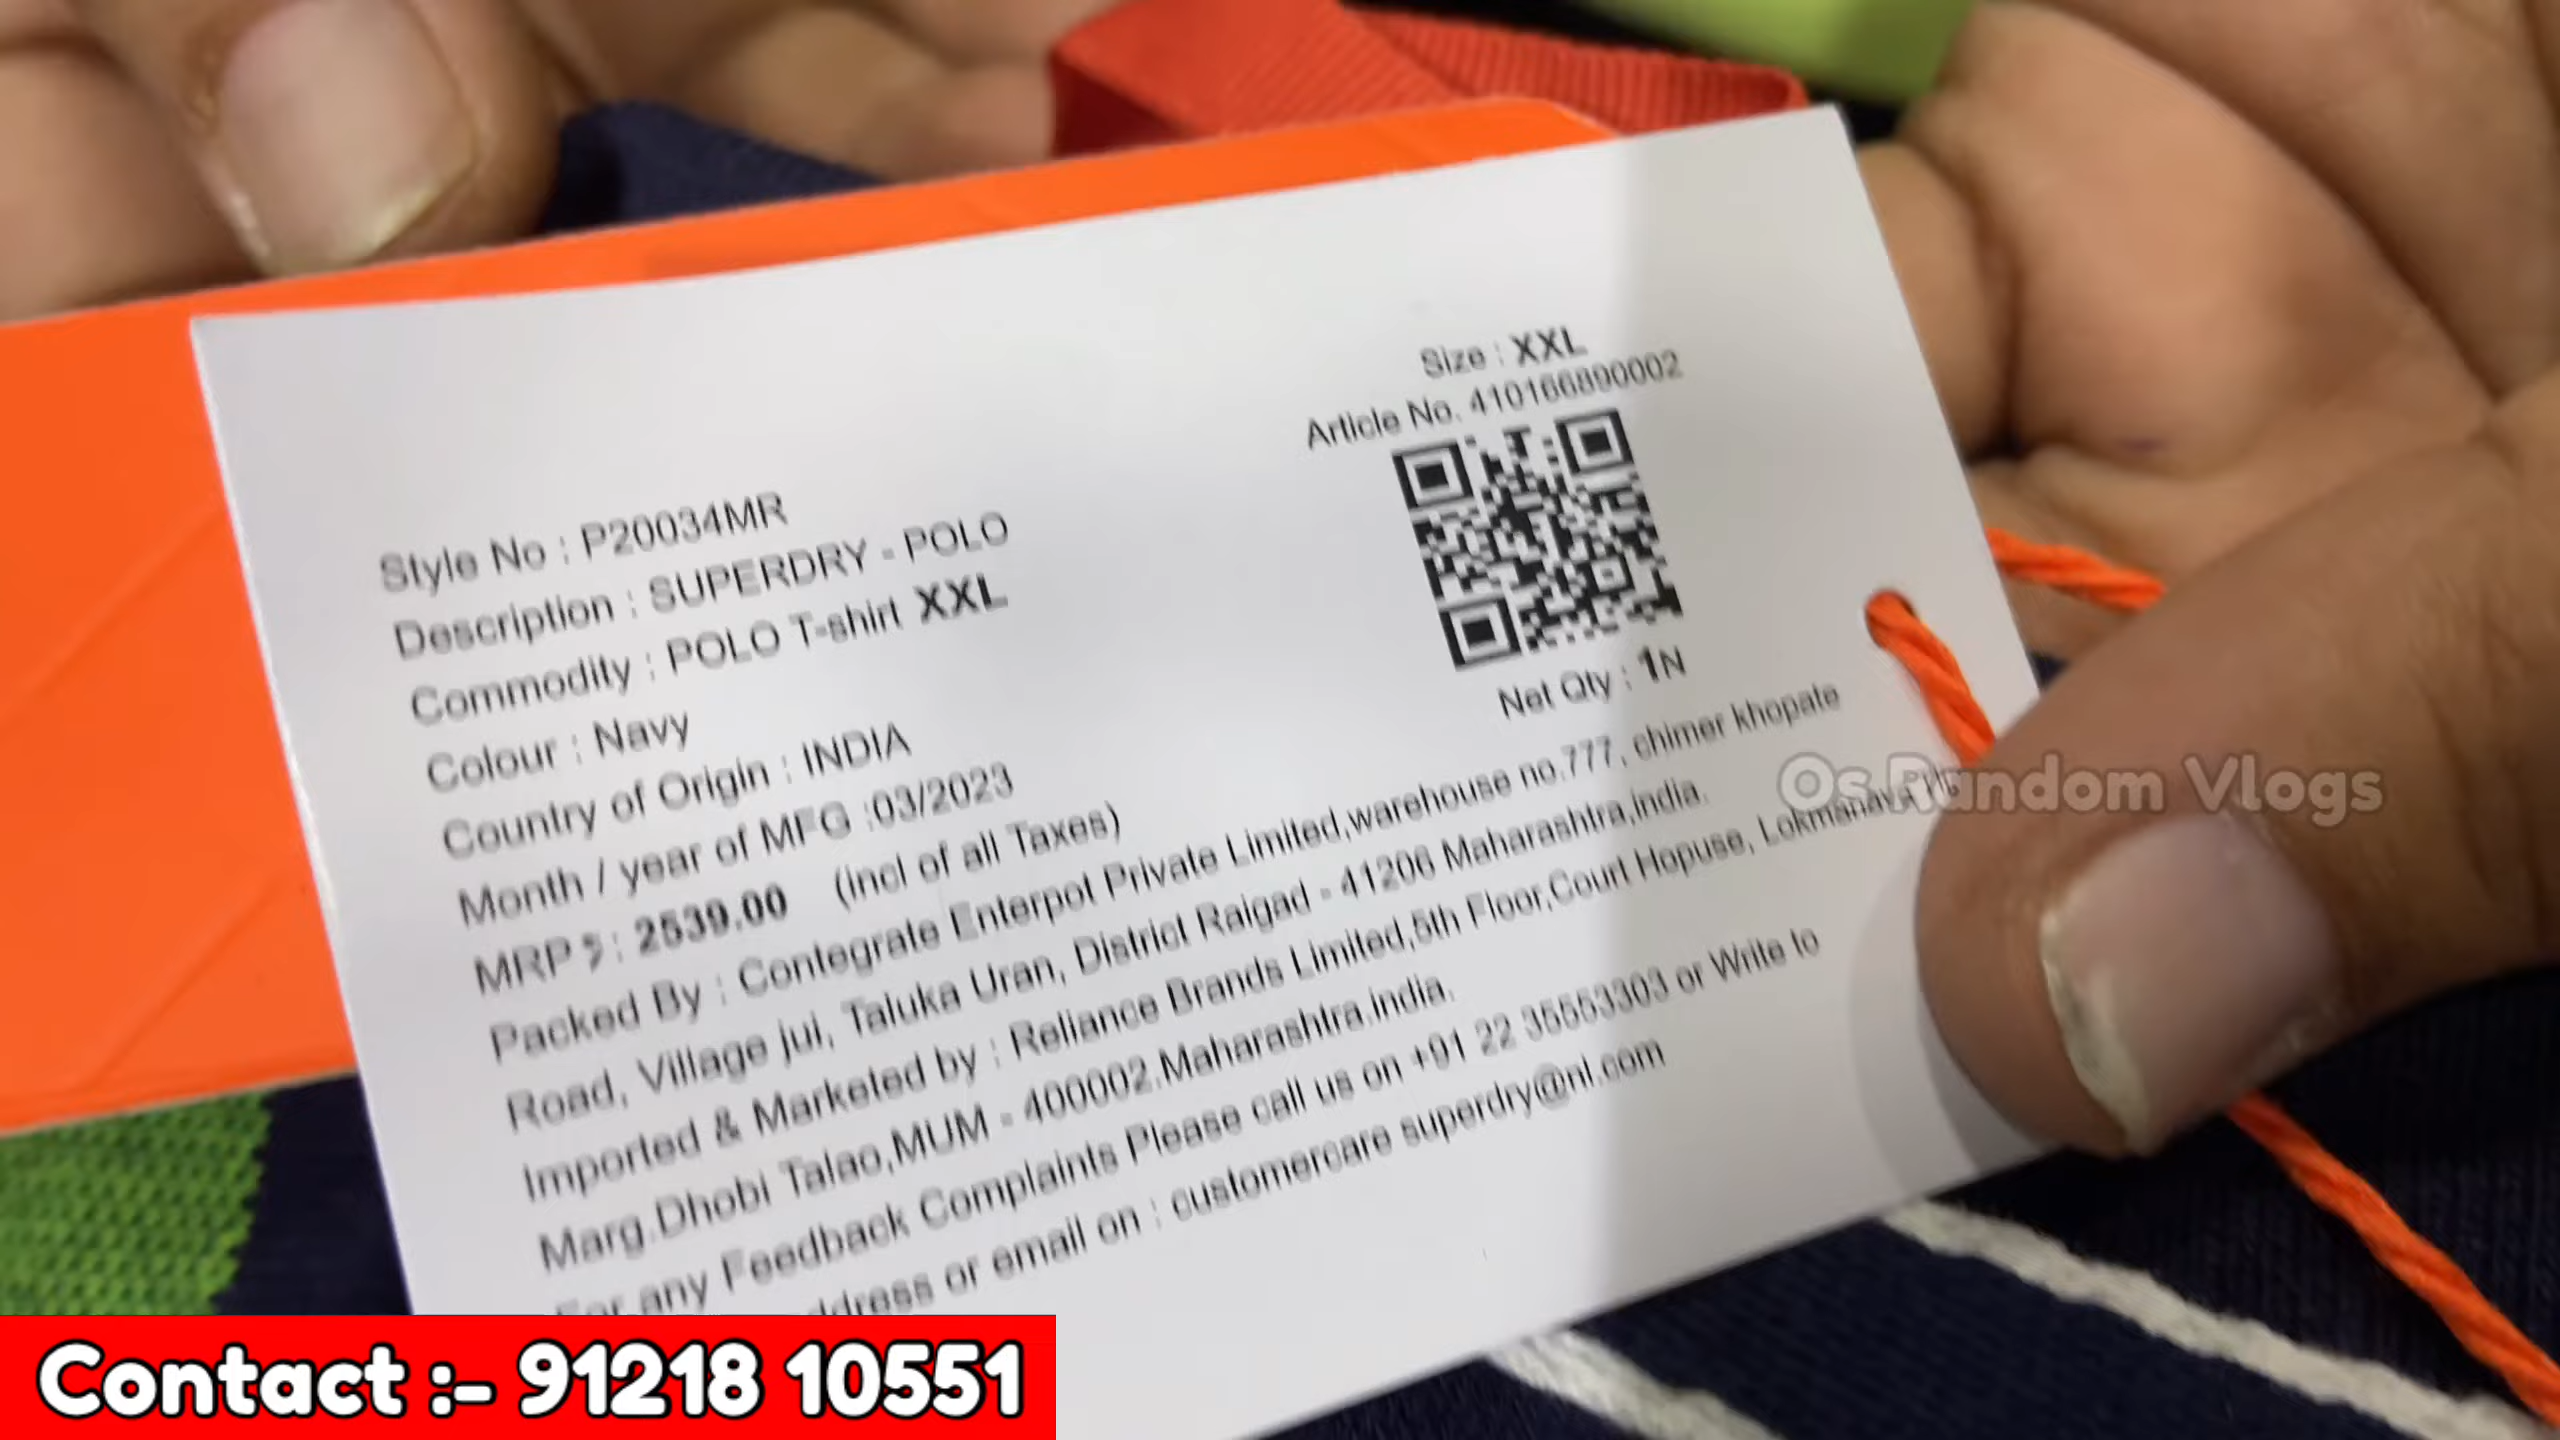 Size : XXL
Article No. 410166890002
Style No : P20034MR
Description : SUPERDRY - POLO
Commodity : POLO T-shirt XXL
Colour : Navy
Country of Origin : INDIA
Month / year of MFG :03/2023
MRP : 2539.00 (incl of all Taxes)
Net Qty : 1N
Packed By : Contegrate Enterpot Private Limited,warehouse no.777, chimer khopate
Road, Village jui, Taluka Uran, District Raigad - 41206 Maharashtra,india.
Imported & Marketed by : Reliance Brands Limited,5th Floor,Court Hopuse, Lokmanaya
Marg.Dhobi Talao,MUM - 400002.Maharashtra.india.
For any Feedback Complaints Please call us on +91 22 35553303 or Write to
address or email on : customercare superdry@nl.com
Os Random Vlogs
Contact :- 91218 10551